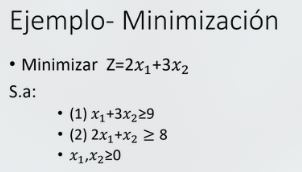 Ejemplo- Minimización
• Minimizar Z=2x₁+3x₂
S.a:
• (1) x₁+3x₂≥9
• (2) 2x₁+x₂ ≥ 8
• x₁,x₂≥0